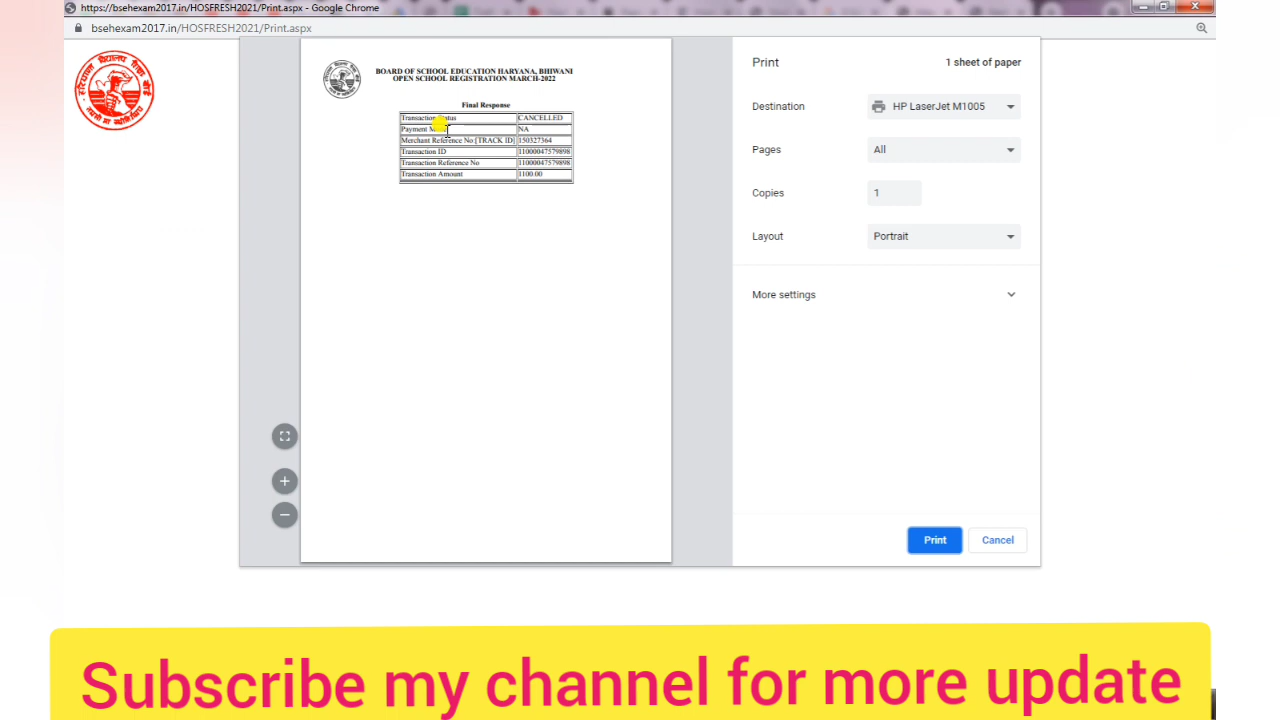 https://bsehexam2017.in/HOSFRESH2021/Print.aspx - Google Chrome
bsehexam2017.in/HOSFRESH2021/Print.aspx
BOARD OF SCHOOL EDUCATION HARYANA, BHIWANI
OPEN SCHOOL REGISTRATION MARCH-2022
Final Response
Transaction Status CANCELLED
Payment NA
Merchant Reference No [TRACK ID] 150327364
Transaction ID 11000047579898
Transaction Reference No 11000047579898
Transaction Amount 1100.00
Print 1 sheet of paper
Destination HP LaserJet M1005
Pages All
Copies 1
Layout Portrait
More settings
Print Cancel
Subscribe my channel for more update